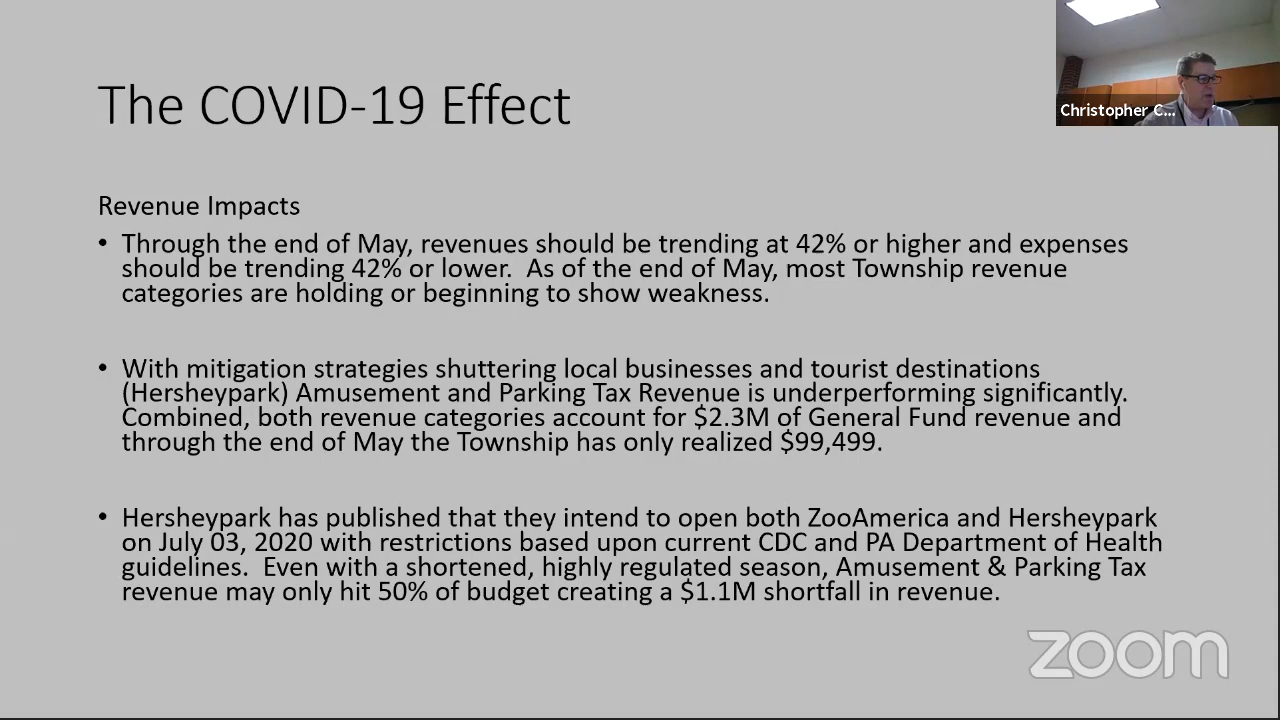 The COVID-19 Effect
Christopher C...
Revenue Impacts
• Through the end of May, revenues should be trending at 42% or higher and expenses
should be trending 42% or lower.  As of the end of May, most Township revenue
categories are holding or beginning to show weakness.
• With mitigation strategies shuttering local businesses and tourist destinations
(Hersheypark) Amusement and Parking Tax Revenue is underperforming significantly.
Combined, both revenue categories account for $2.3M of General Fund revenue and
through the end of May the Township has only realized $99,499.
• Hersheypark has published that they intend to open both ZooAmerica and Hersheypark
on July 03, 2020 with restrictions based upon current CDC and PA Department of Health
guidelines.  Even with a shortened, highly regulated season, Amusement & Parking Tax
revenue may only hit 50% of budget creating a $1.1M shortfall in revenue.
zoom